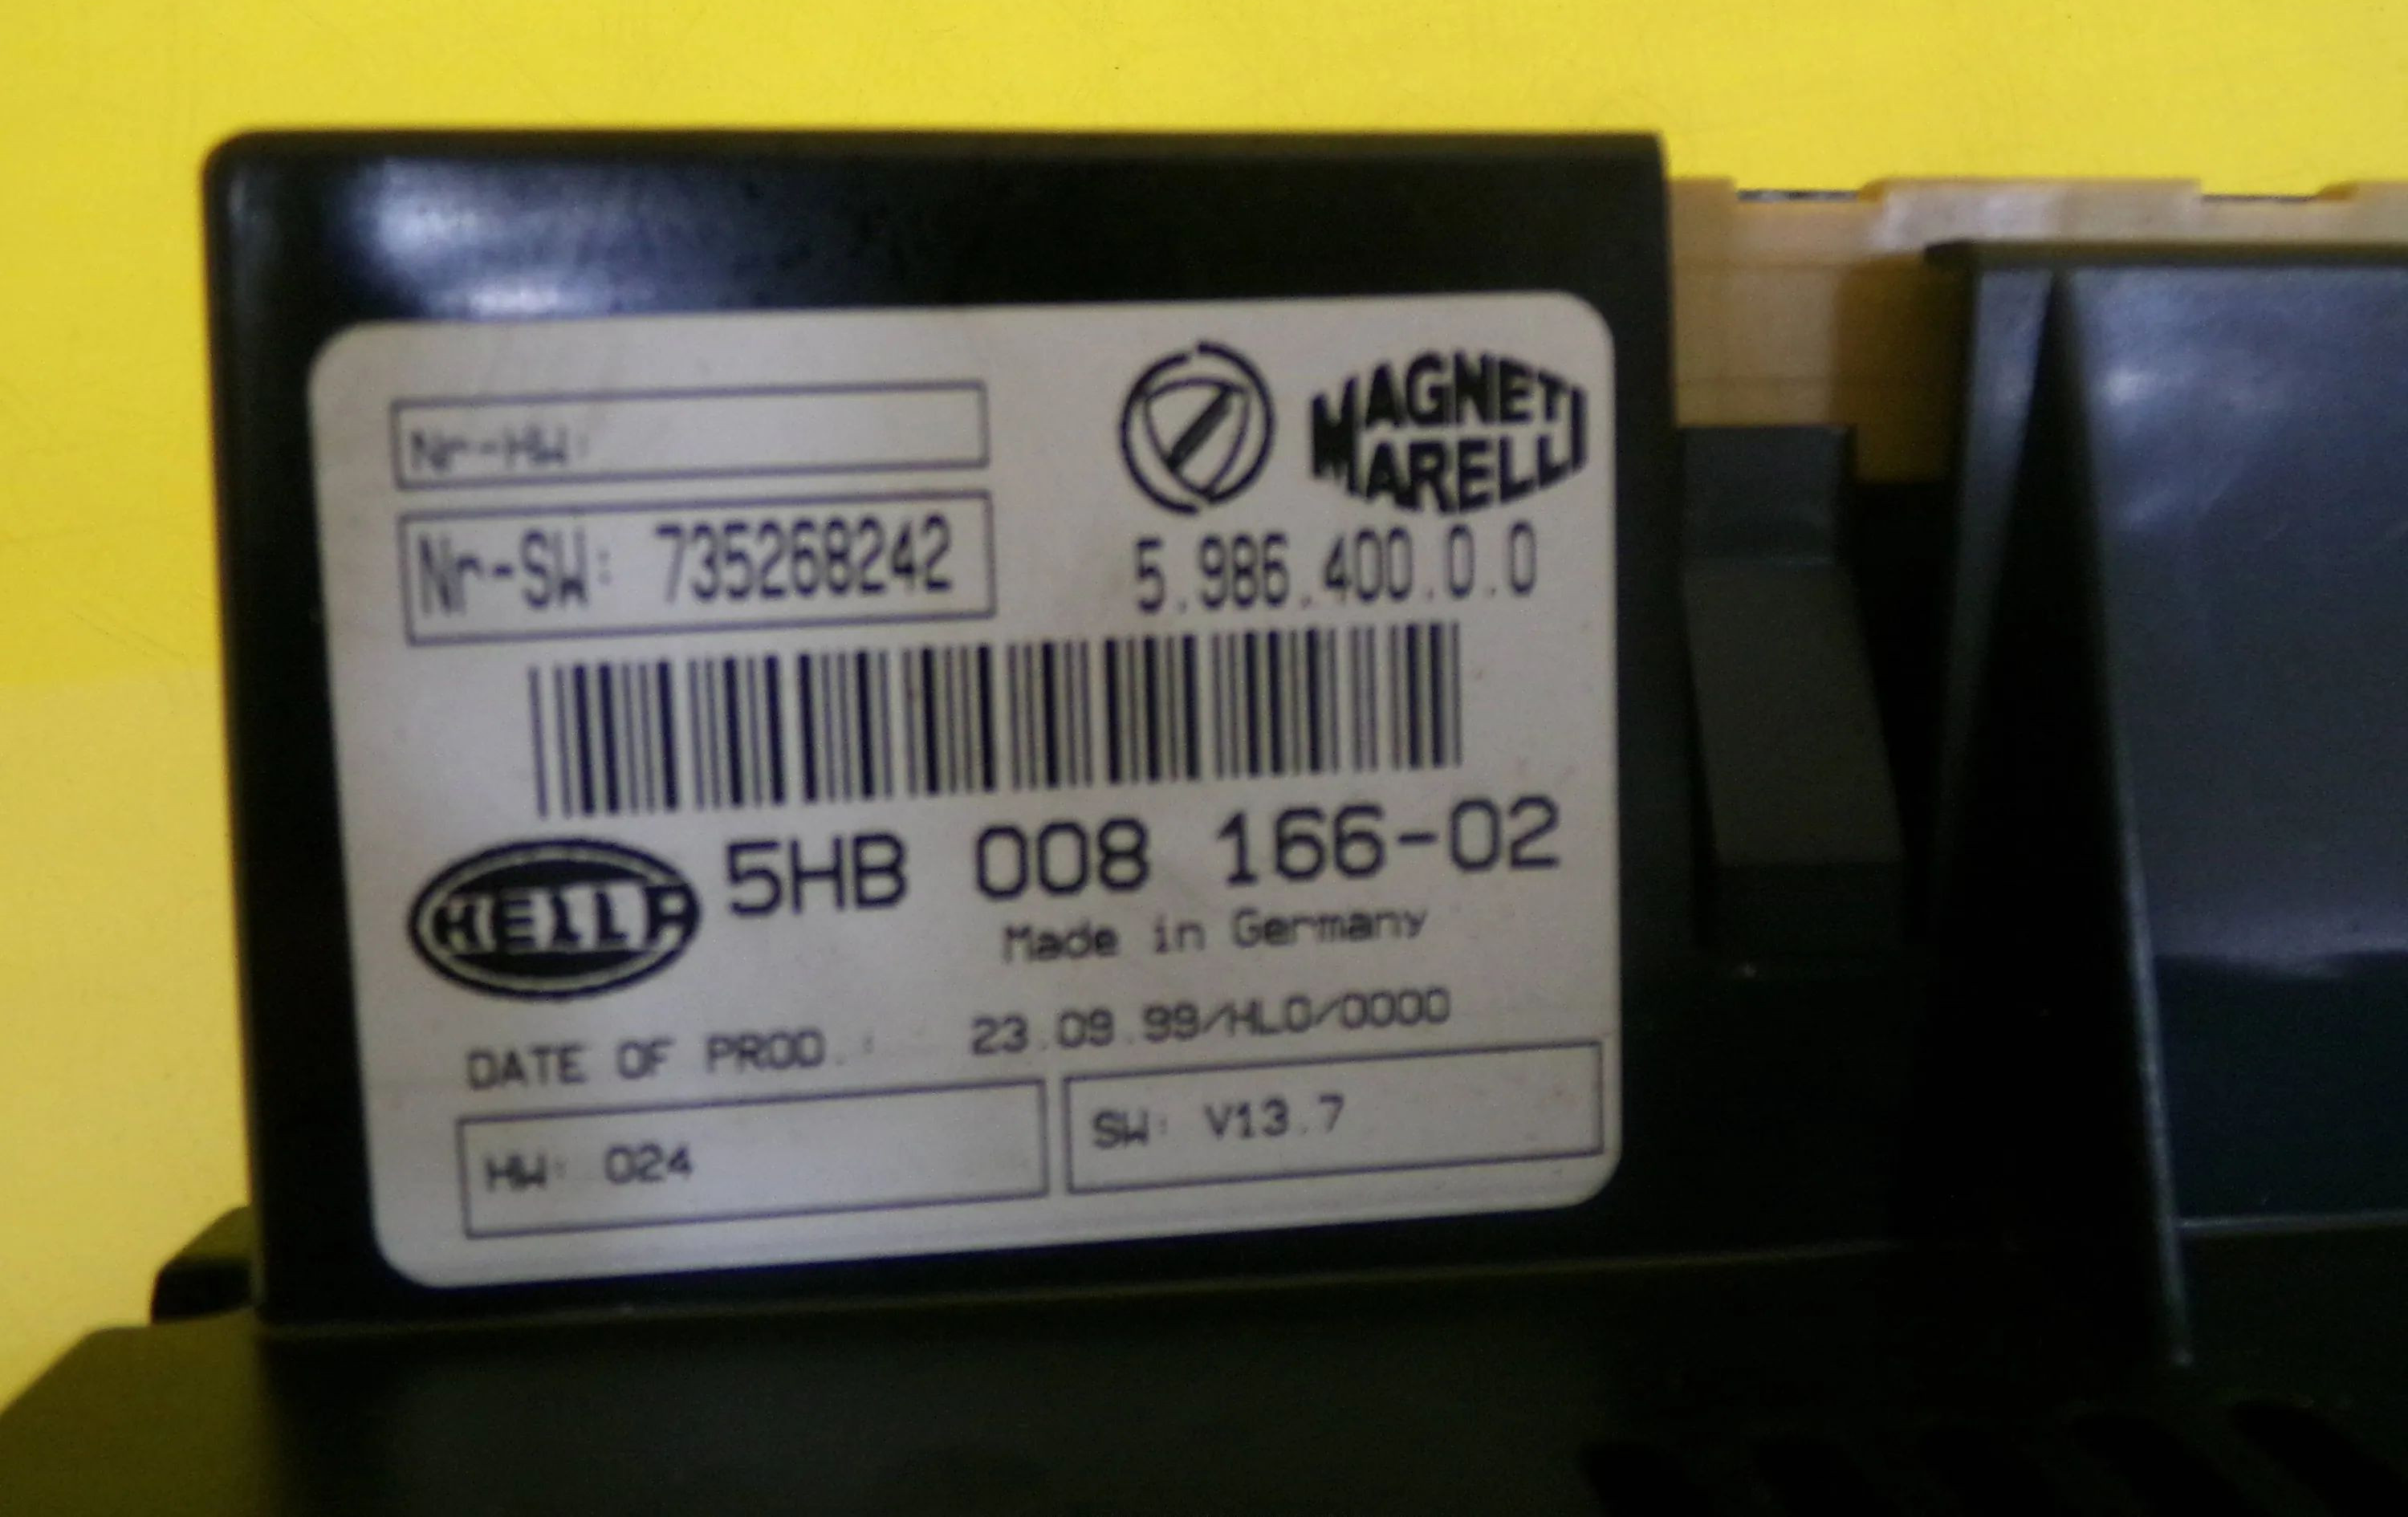 Nr-HW:
MAGNETI
MARELLI
Nr-SW: 735268242
5.986.400.0.0
HELLA
5HB 008 166-02
Made in Germany
DATE OF PROD.: 23.09.99/HLO/0000
HW: 024
SW: V13.7